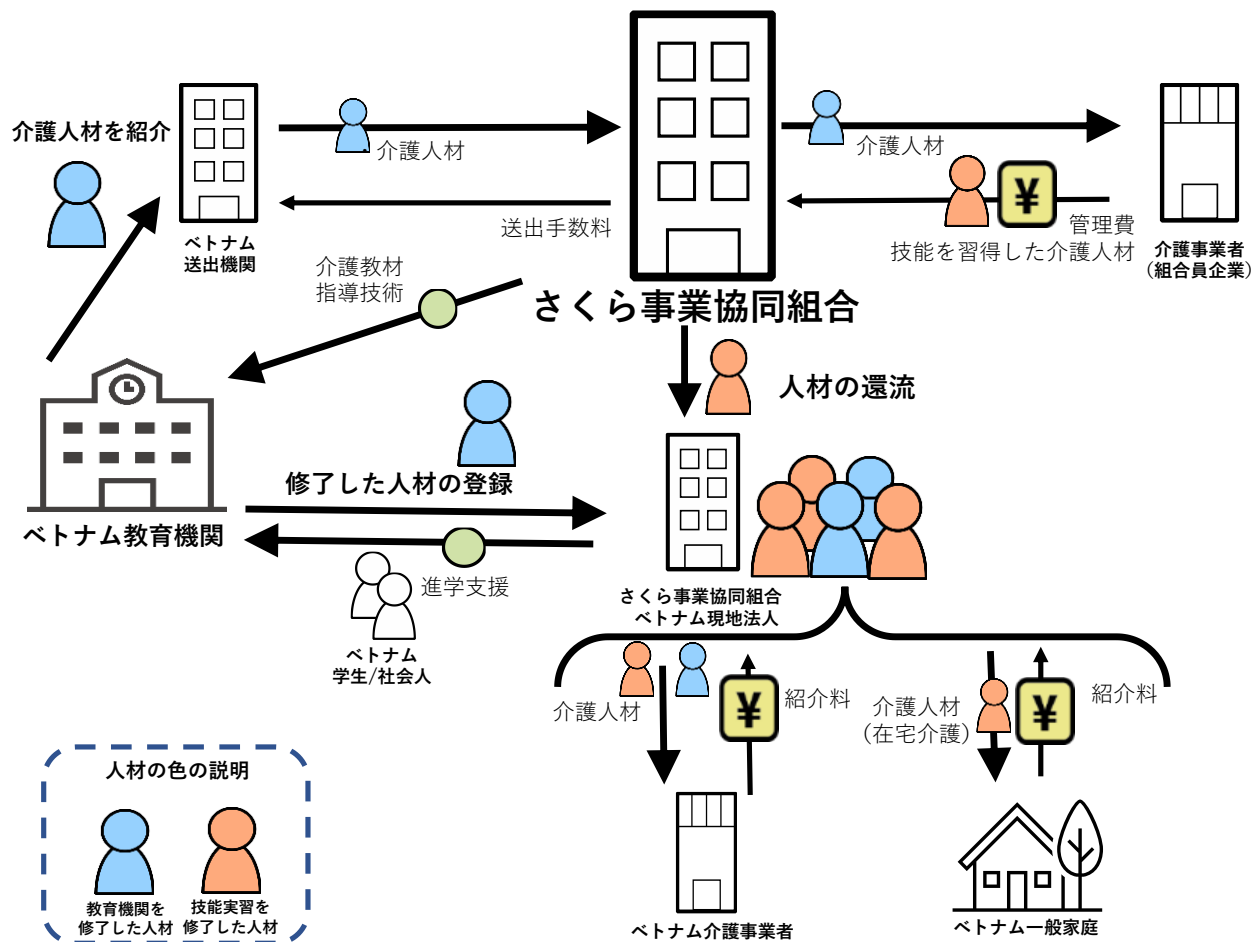 介護人材を紹介
ベトナム
送出機関
介護人材
送出手数料
介護人材
¥
管理費
技能を習得した介護人材
介護事業者
（組合員企業）
介護教材
指導技術
さくら事業協同組合
人材の還流
ベトナム教育機関
修了した人材の登録
進学支援
ベトナム
学生/社会人
さくら事業協同組合
ベトナム現地法人
介護人材
¥
紹介料
介護人材
（在宅介護）
¥
紹介料
ベトナム介護事業者
ベトナム一般家庭
人材の色の説明
教育機関を
修了した人材
技能実習を
修了した人材